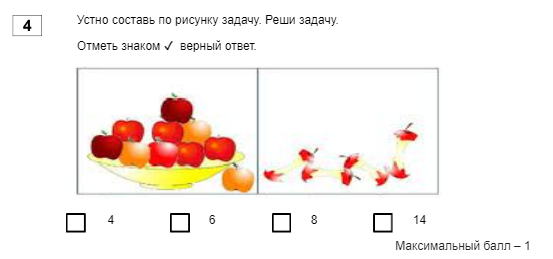 4
Устно составь по рисунку задачу. Реши задачу.
Отметь знаком ✓ верный ответ.
4 6 8 14
Максимальный балл – 1